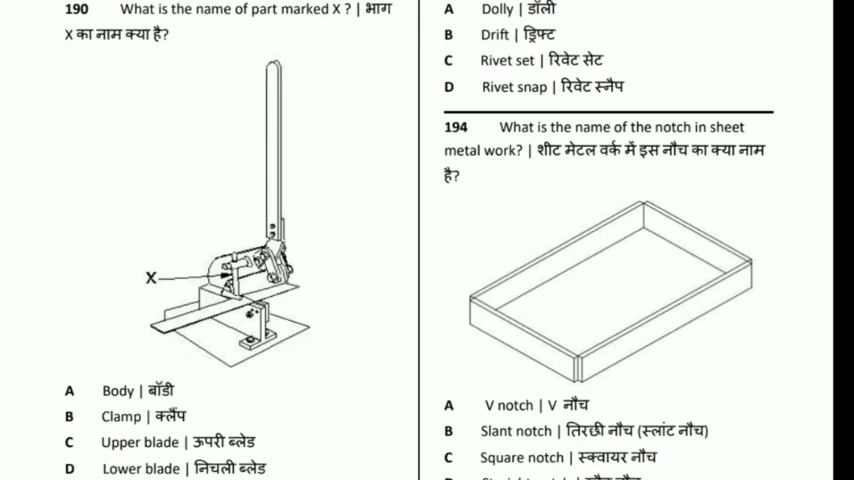 190 What is the name of part marked X ? | भाग
X का नाम क्या है?
X
A Body | बॉडी
B Clamp | क्लैंप
C Upper blade | ऊपरी ब्लेड
D Lower blade | निचली ब्लेड
A Dolly | डॉली
B Drift | ड्रिफ्ट
C Rivet set | रिवेट सेट
D Rivet snap | रिवेट स्नैप
194 What is the name of the notch in sheet
metal work? | शीट मेटल वर्क में इस नौच का क्या नाम
है?
A V notch | V नौच
B Slant notch | तिरछी नौच (स्लांट नौच)
C Square notch | स्क्वायर नौच